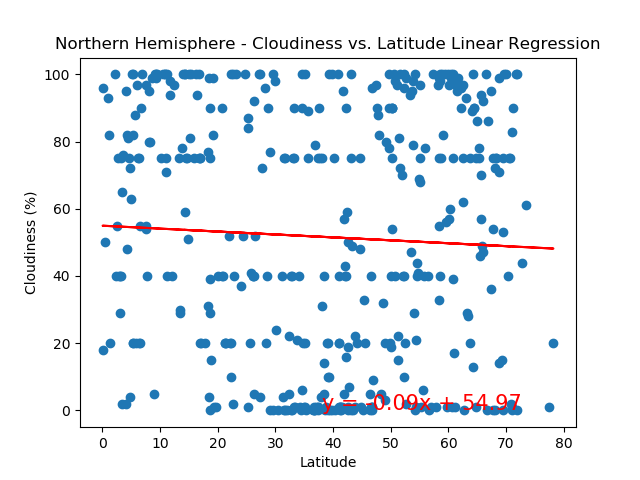 Northern Hemisphere - Cloudiness vs. Latitude Linear Regression
100
80
60
40
20
0
Cloudiness (%)
y = -0.09x + 54.97
0 10 20 30 40 50 60 70 80
Latitude